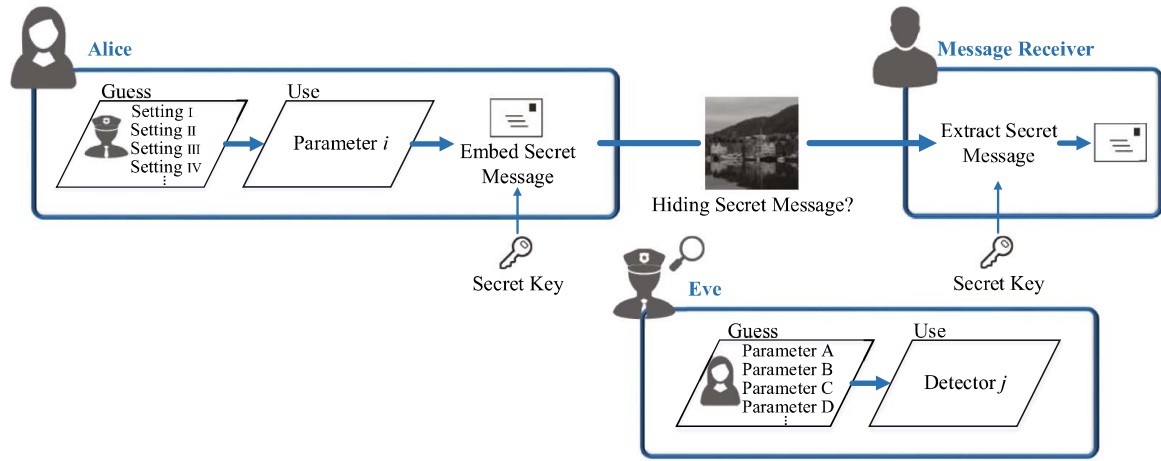 Alice
Guess
Setting I
Setting II
Setting III
Setting IV
⋮
Use
Parameter i
Embed Secret
Message
Secret Key
Hiding Secret Message?
Message Receiver
Extract Secret
Message
Secret Key
Eve
Guess
Parameter A
Parameter B
Parameter C
Parameter D
⋮
Use
Detector j